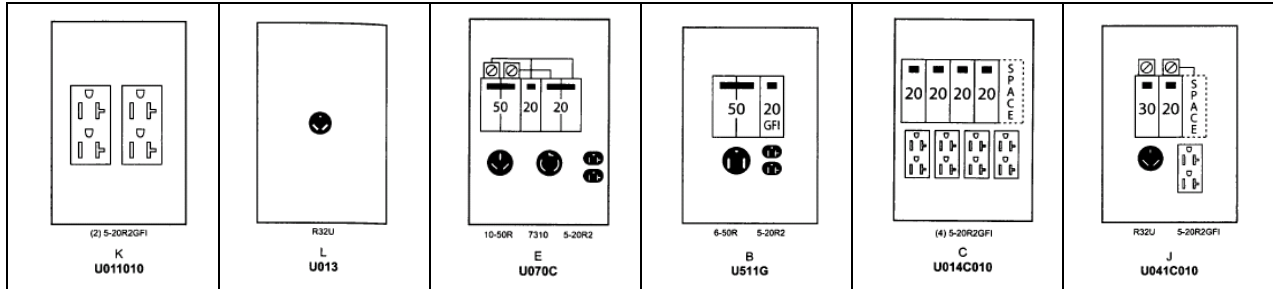 (2) 5-20R2GFI
K
U011010
R32U
L
U013
50 20 20
10-50R 7310 5-20R2
E
U070C
50 20
GFI
6-50R 5-20R2
B
U511G
20 20 20 20 SPACE
(4) 5-20R2GFI
C
U014C010
30 20 SPACE
R32U 5-20R2GFI
J
U041C010